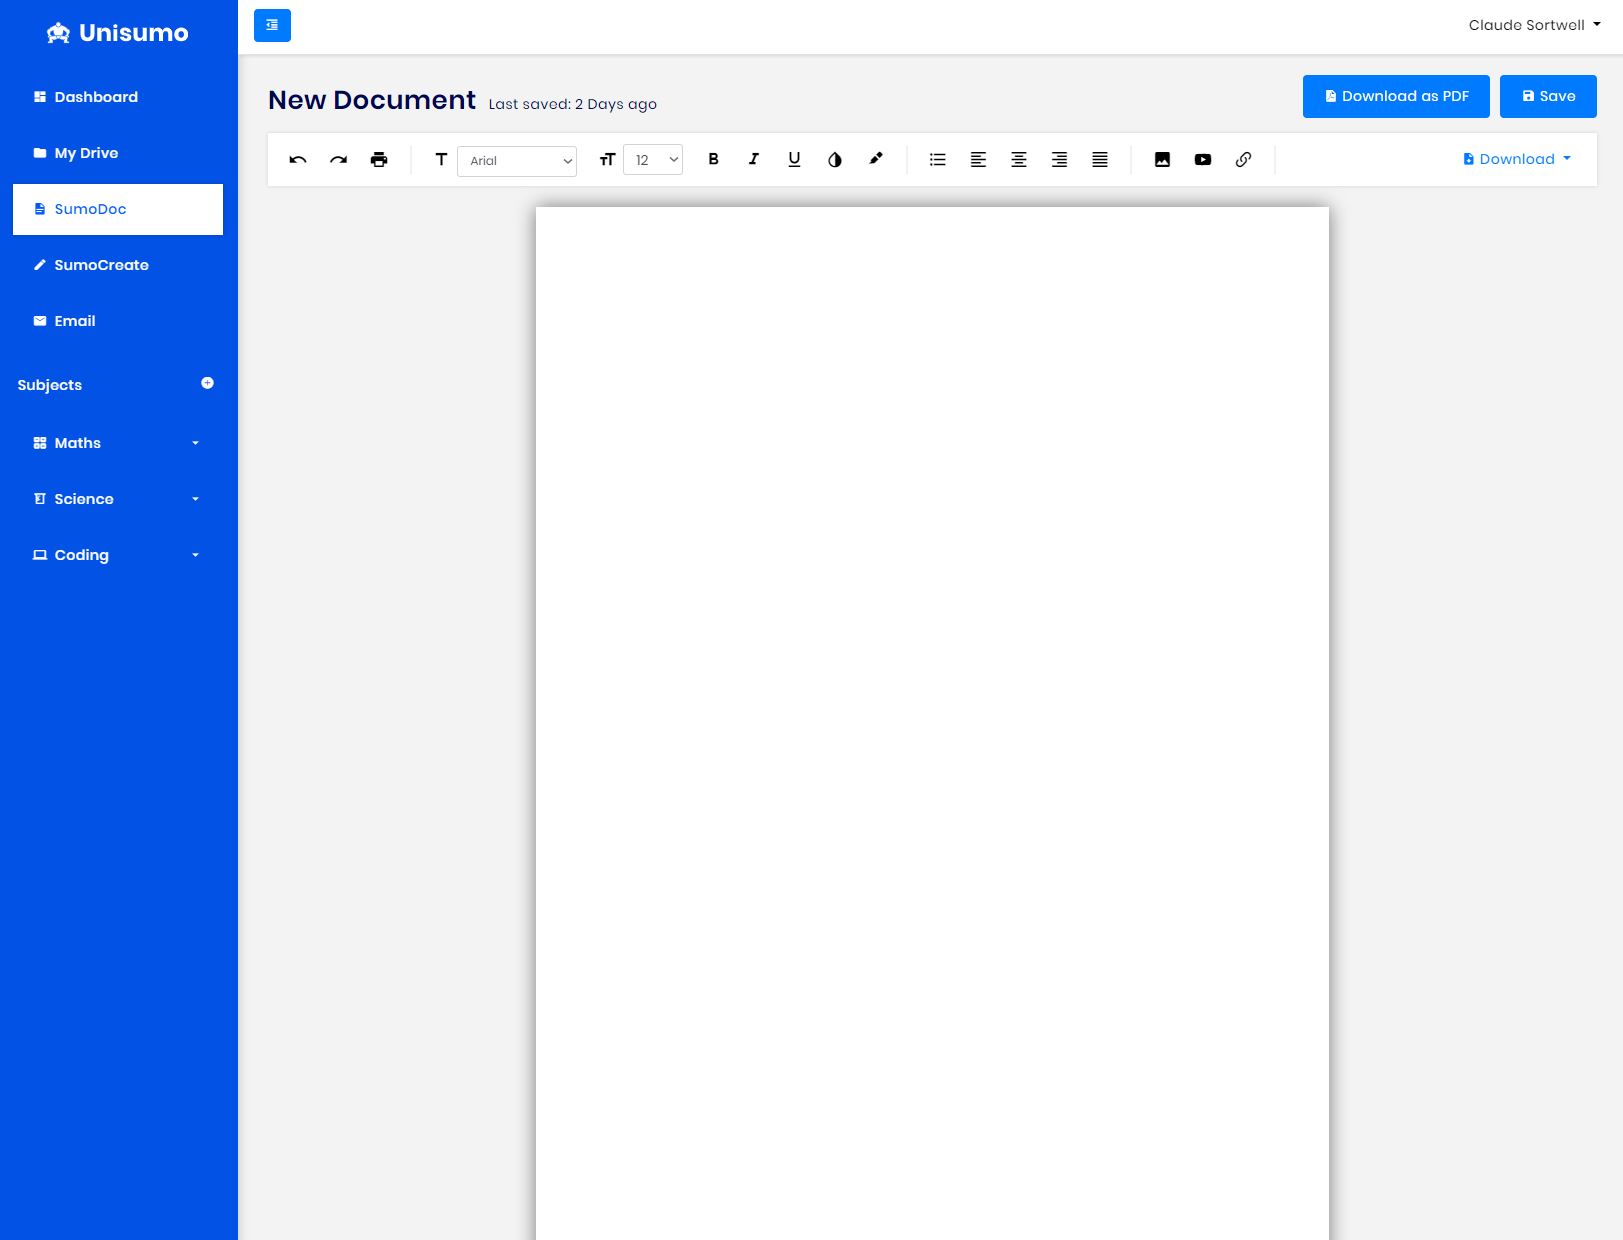 Unisumo
Claude Sortwell
Dashboard
My Drive
SumoDoc
SumoCreate
Email
Subjects
Maths
Science
Coding
New Document Last saved: 2 Days ago
Download as PDF
Save
T Arial
TT 12
B I U
Download